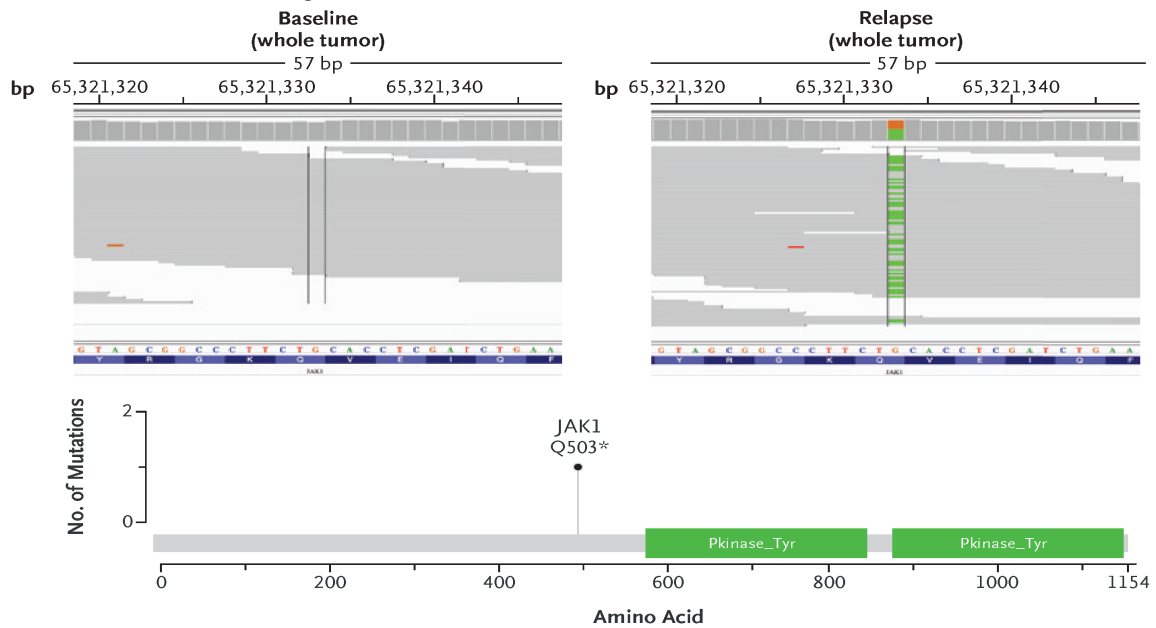 Baseline
(whole tumor)
57 bp
bp 65,321,320 65,321,330 65,321,340
G T A G C G G C C C T T C T G C A C C T C G A T C T G A A
Y R G K Q V E I Q F
JAK1
Relapse
(whole tumor)
57 bp
bp 65,321,320 65,321,330 65,321,340
G T A G C G G C C C T T C T G C A C C T C G A T C T G A A
Y R G K Q V E I Q F
JAK1
No. of Mutations
2
0
JAK1
Q503*
Pkinase_Tyr Pkinase_Tyr
0 200 400 600 800 1000 1154
Amino Acid